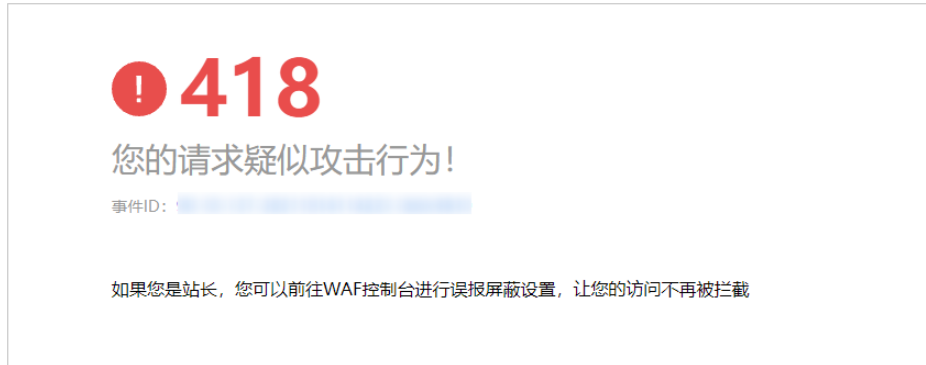 418
您的请求疑似攻击行为！
事件ID：
如果您是站长，您可以前往WAF控制台进行误报屏蔽设置，让您的访问不再被拦截